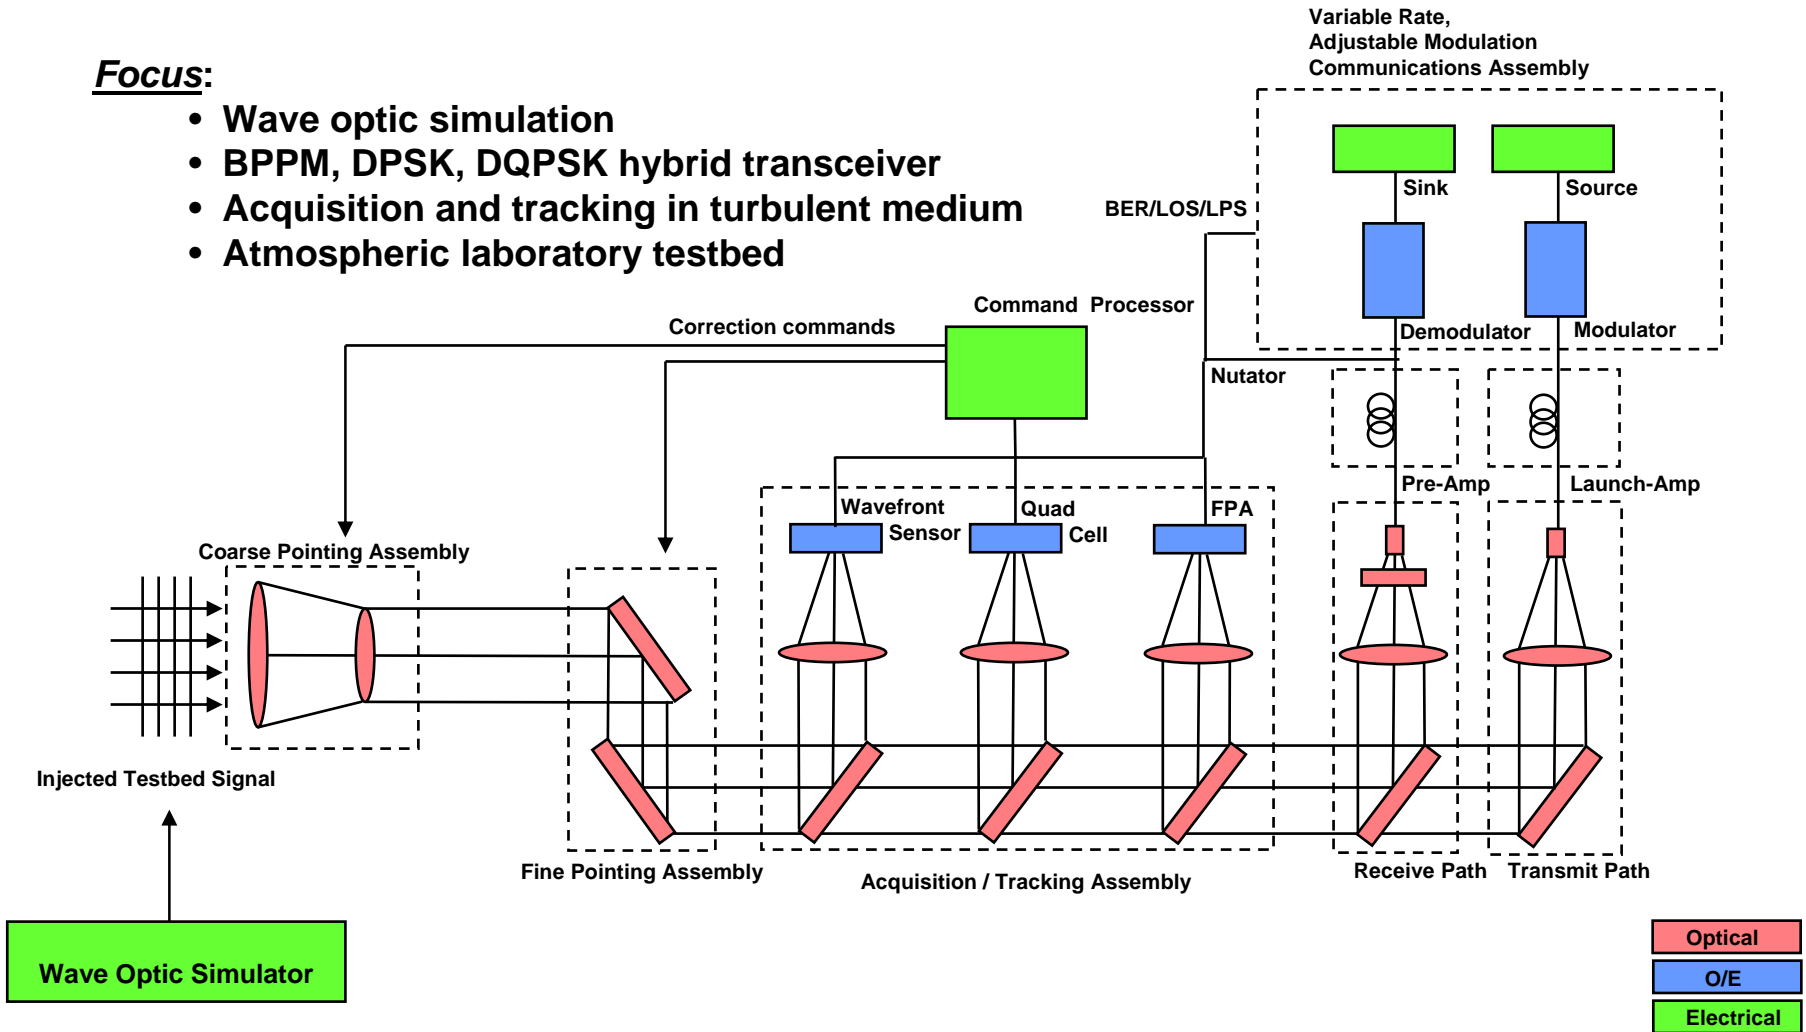 Variable Rate,
Adjustable Modulation
Communications Assembly
Focus:
• Wave optic simulation
• BPPM, DPSK, DQPSK hybrid transceiver
• Acquisition and tracking in turbulent medium
• Atmospheric laboratory testbed
Sink
Source
BER/LOS/LPS
Command Processor
Correction commands
Demodulator
Modulator
Nutator
Pre-Amp
Launch-Amp
Wavefront
Sensor
Quad
Cell
FPA
Coarse Pointing Assembly
Injected Testbed Signal
Fine Pointing Assembly
Acquisition / Tracking Assembly
Receive Path
Transmit Path
Wave Optic Simulator
Optical
O/E
Electrical